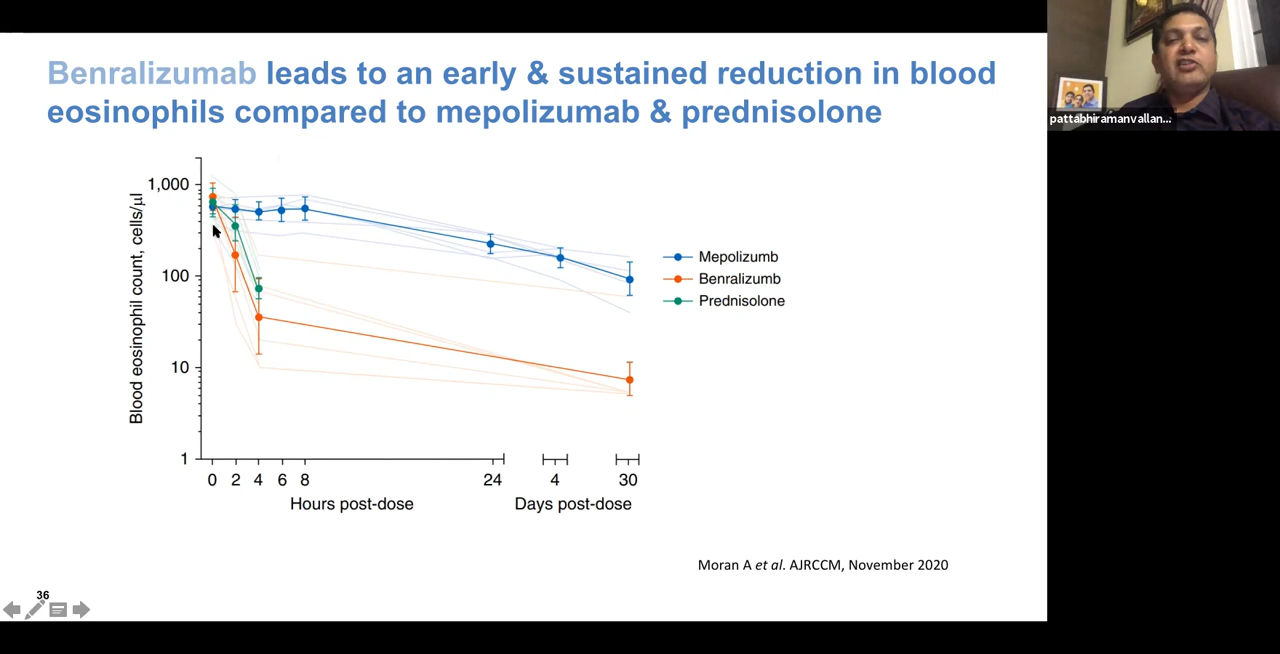 Benralizumab leads to an early & sustained reduction in blood
eosinophils compared to mepolizumab & prednisolone
pattabhiramanvallan...
Blood eosinophil count, cells/µl
1,000
100
10
1
0 2 4 6 8 24 4 30
Hours post-dose Days post-dose
Mepolizumb
Benralizumb
Prednisolone
Moran A et al. AJRCCM, November 2020
36